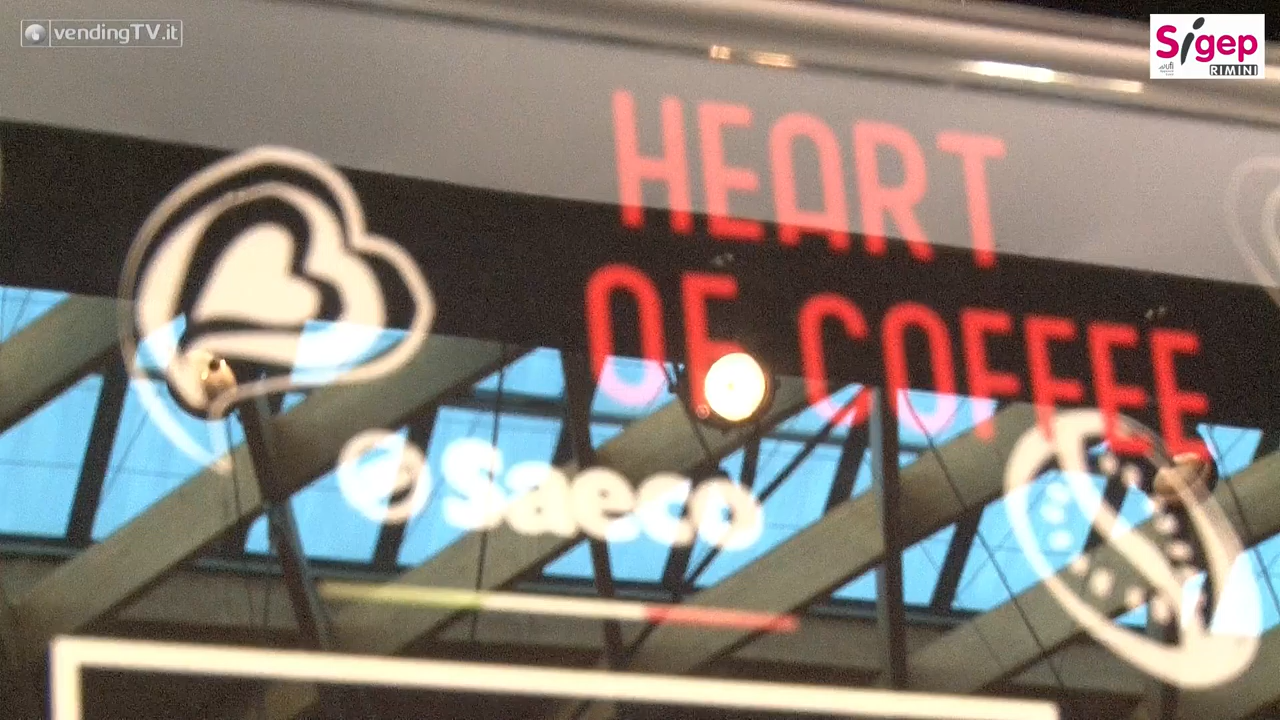 vendingTV.it
Sigep
RIMINI
HEART
OF COFFEE
Saeco